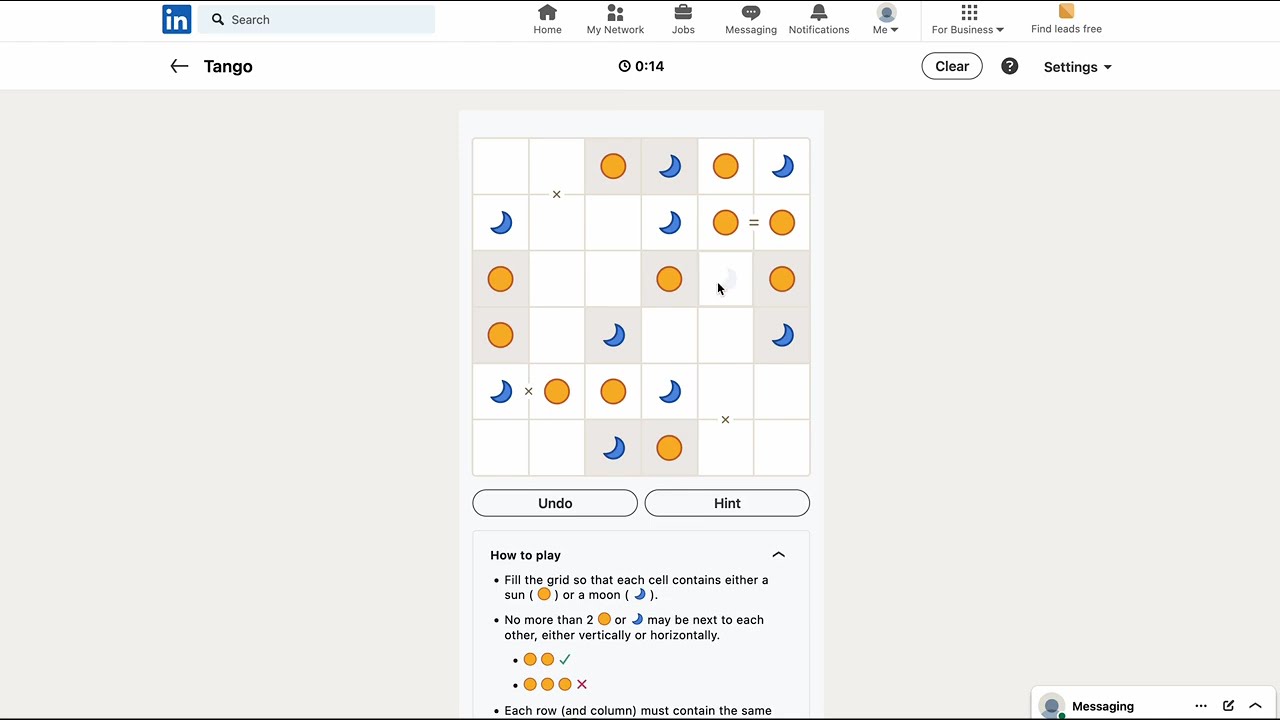 in
Search
Home
My Network
Jobs
Messaging
Notifications
Me
For Business
Find leads free
Tango
0:14
Clear
?
Settings
×
=
×
×
Undo
Hint
How to play
• Fill the grid so that each cell contains either a
sun ( ) or a moon ( ).
• No more than 2 or may be next to each
other, either vertically or horizontally.
• Each row (and column) must contain the same
Messaging